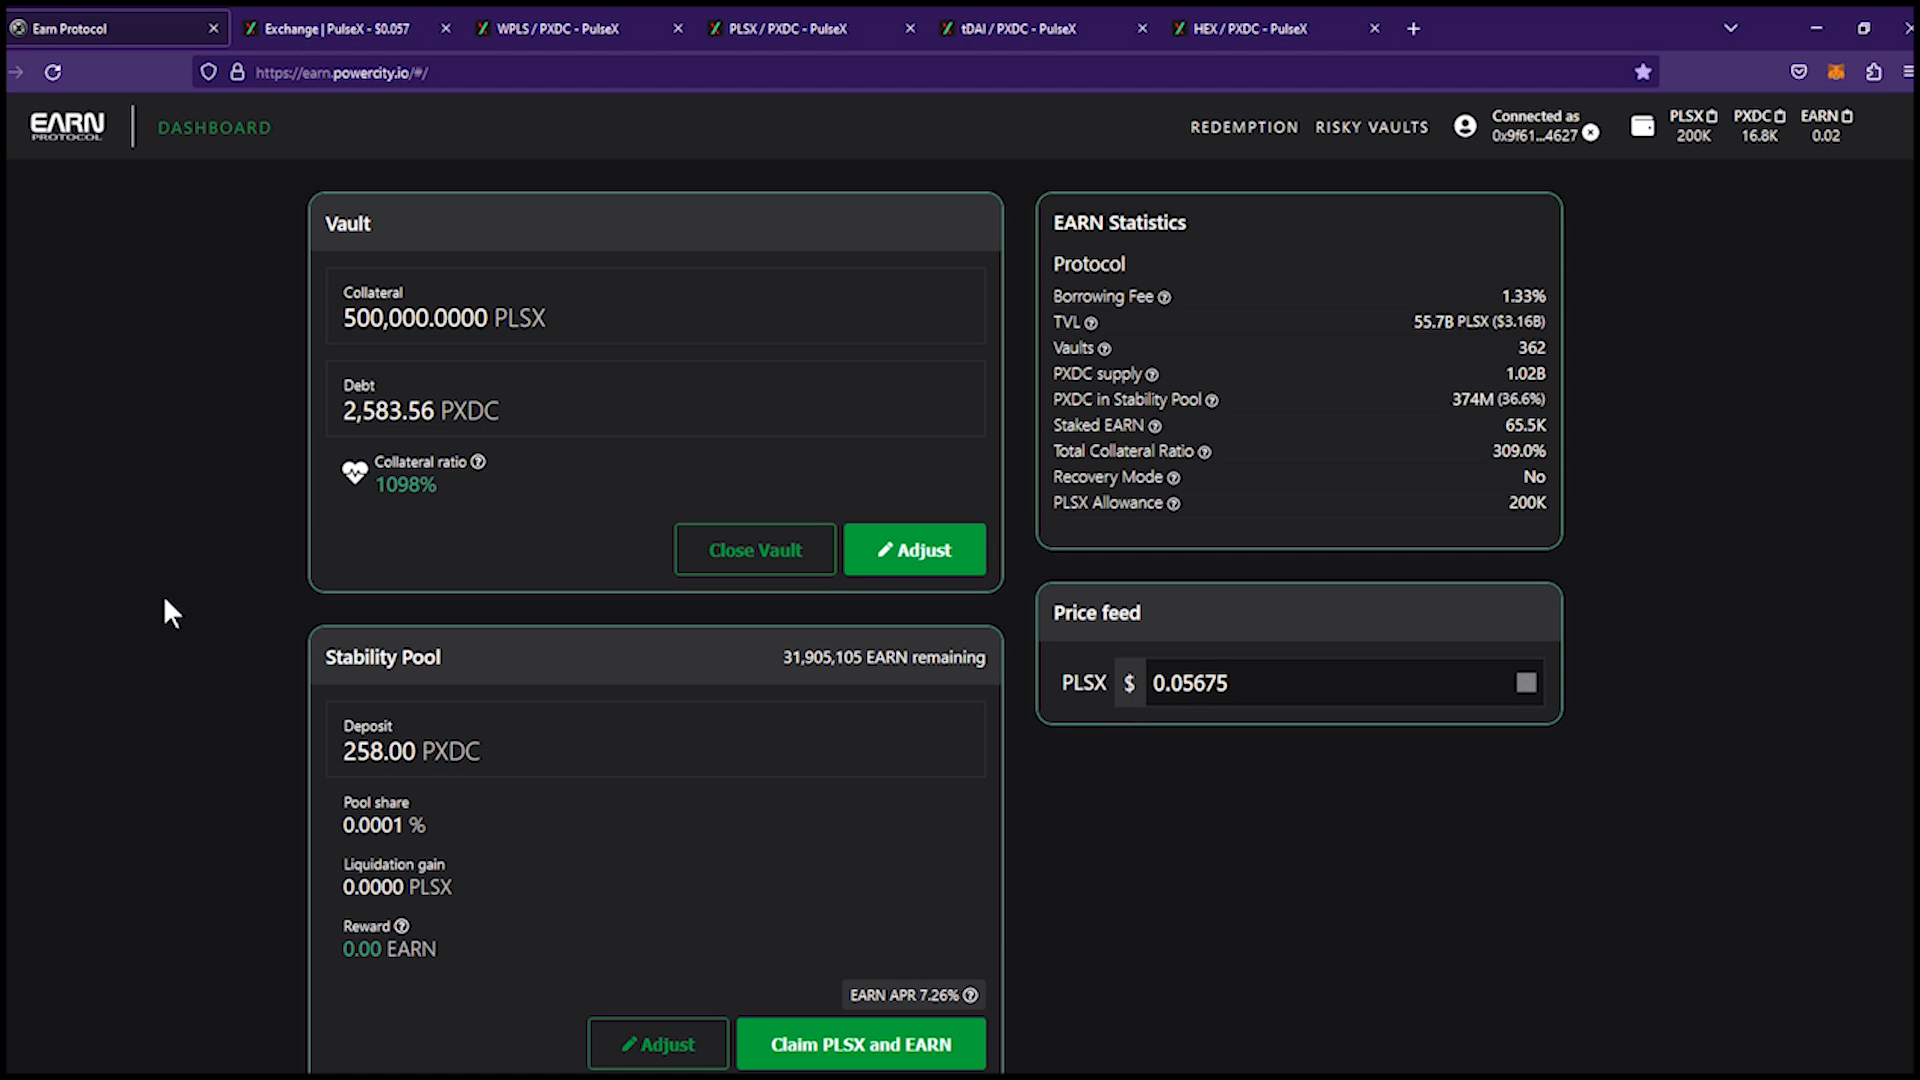 Earn Protocol
Exchange | PulseX - $0.057
WPLS / PXDC - PulseX
PLSX / PXDC - PulseX
tDAI / PXDC - PulseX
HEX / PXDC - PulseX
https://earn.powercity.io/#/
EARN
PROTOCOL
DASHBOARD
REDEMPTION
RISKY VAULTS
Connected as
0x9f61...4627
PLSX
200K
PXDC
16.8K
EARN
0.02
Vault
Collateral
500,000.0000 PLSX
Debt
2,583.56 PXDC
Collateral ratio
1098%
Close Vault
Adjust
Stability Pool
31,905,105 EARN remaining
Deposit
258.00 PXDC
Pool share
0.0001 %
Liquidation gain
0.0000 PLSX
Reward
0.00 EARN
EARN APR 7.26%
Adjust
Claim PLSX and EARN
EARN Statistics
Protocol
Borrowing Fee 1.33%
TVL 55.7B PLSX ($3.16B)
Vaults 362
PXDC supply 1.02B
PXDC in Stability Pool 374M (36.6%)
Staked EARN 65.5K
Total Collateral Ratio 309.0%
Recovery Mode No
PLSX Allowance 200K
Price feed
PLSX $ 0.05675